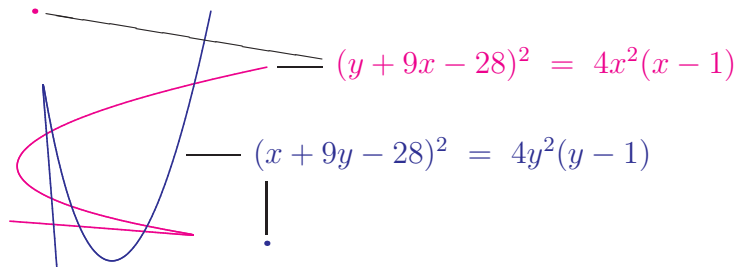 (y + 9x − 28)² = 4x²(x − 1)
(x + 9y − 28)² = 4y²(y − 1)